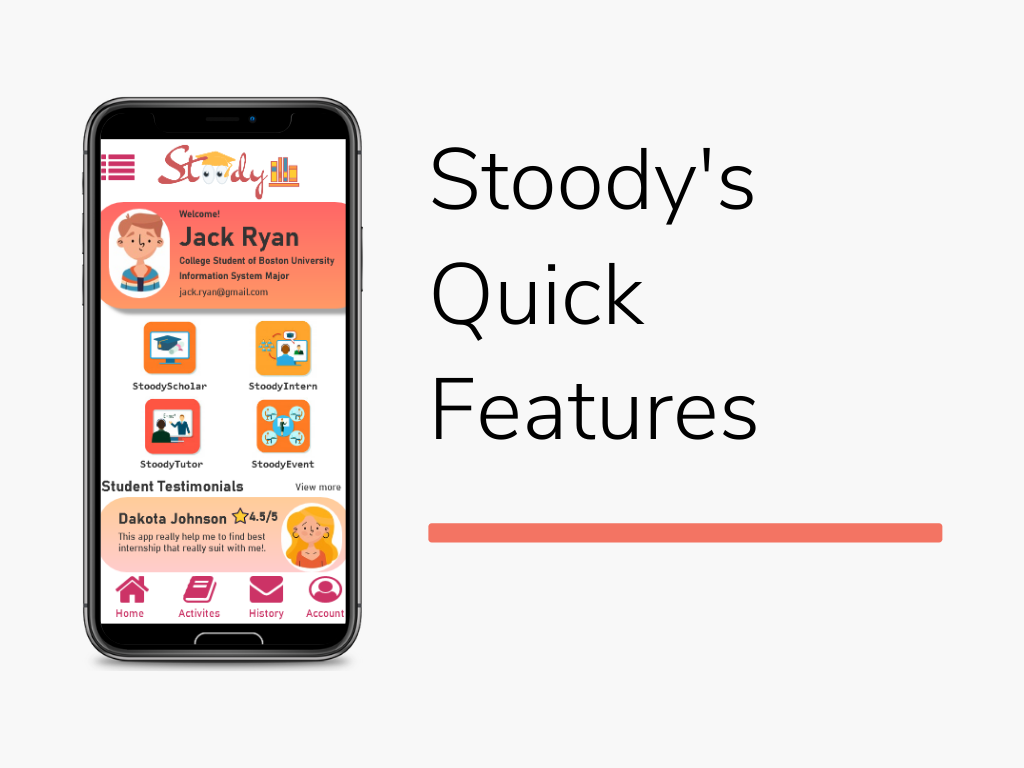 Stoody
Welcome!
Jack Ryan
College Student of Boston University
Information System Major
jack.ryan@gmail.com
StoodyScholar
StoodyIntern
StoodyTutor
StoodyEvent
Student Testimonials
View more
Dakota Johnson 4.5/5
This app really help me to find best
internship that really suit with me!.
Home
Activites
History
Account
Stoody's
Quick
Features